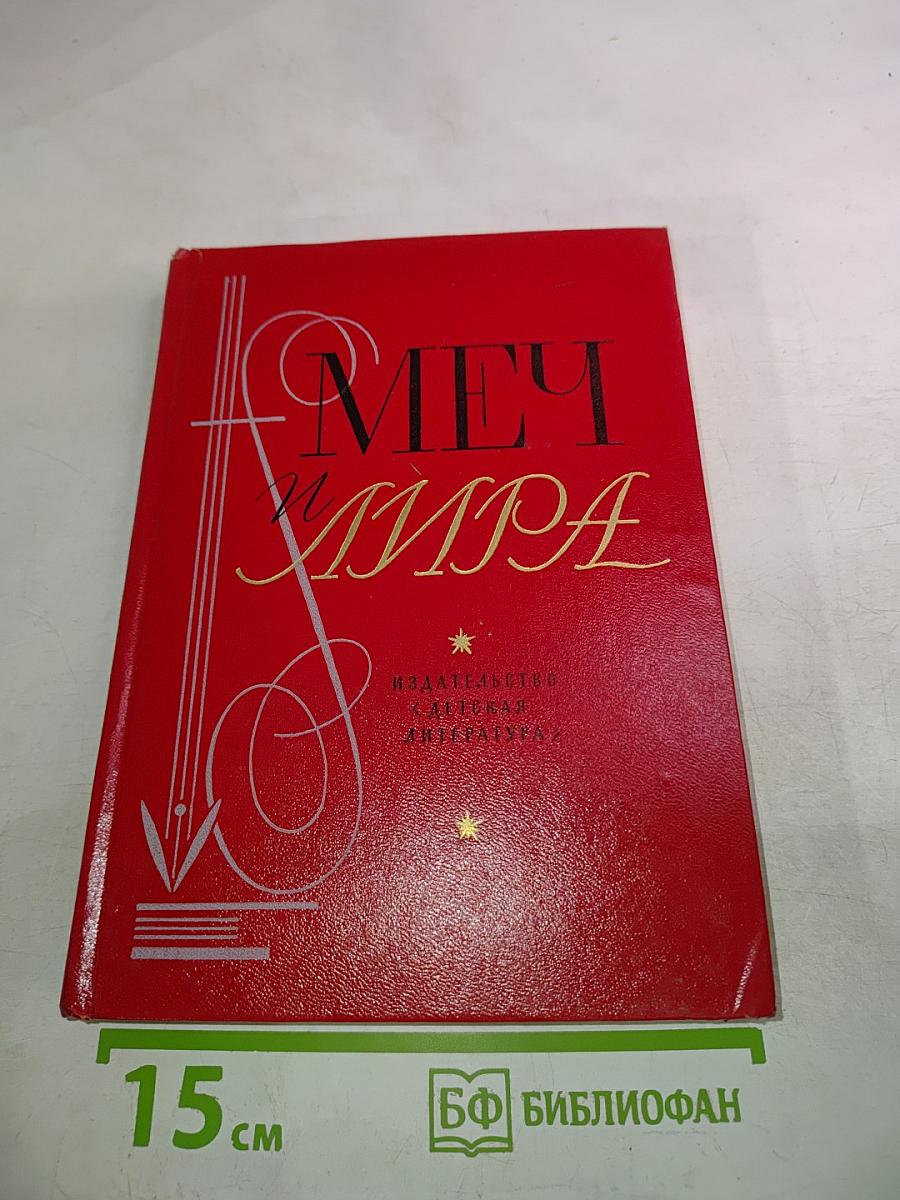 МЕЧ
и
ЛИРА
ИЗДАТЕЛЬСТВО
«ДЕТСКАЯ
ЛИТЕРАТУРА»
15 см
БФ БИБЛИОФАН